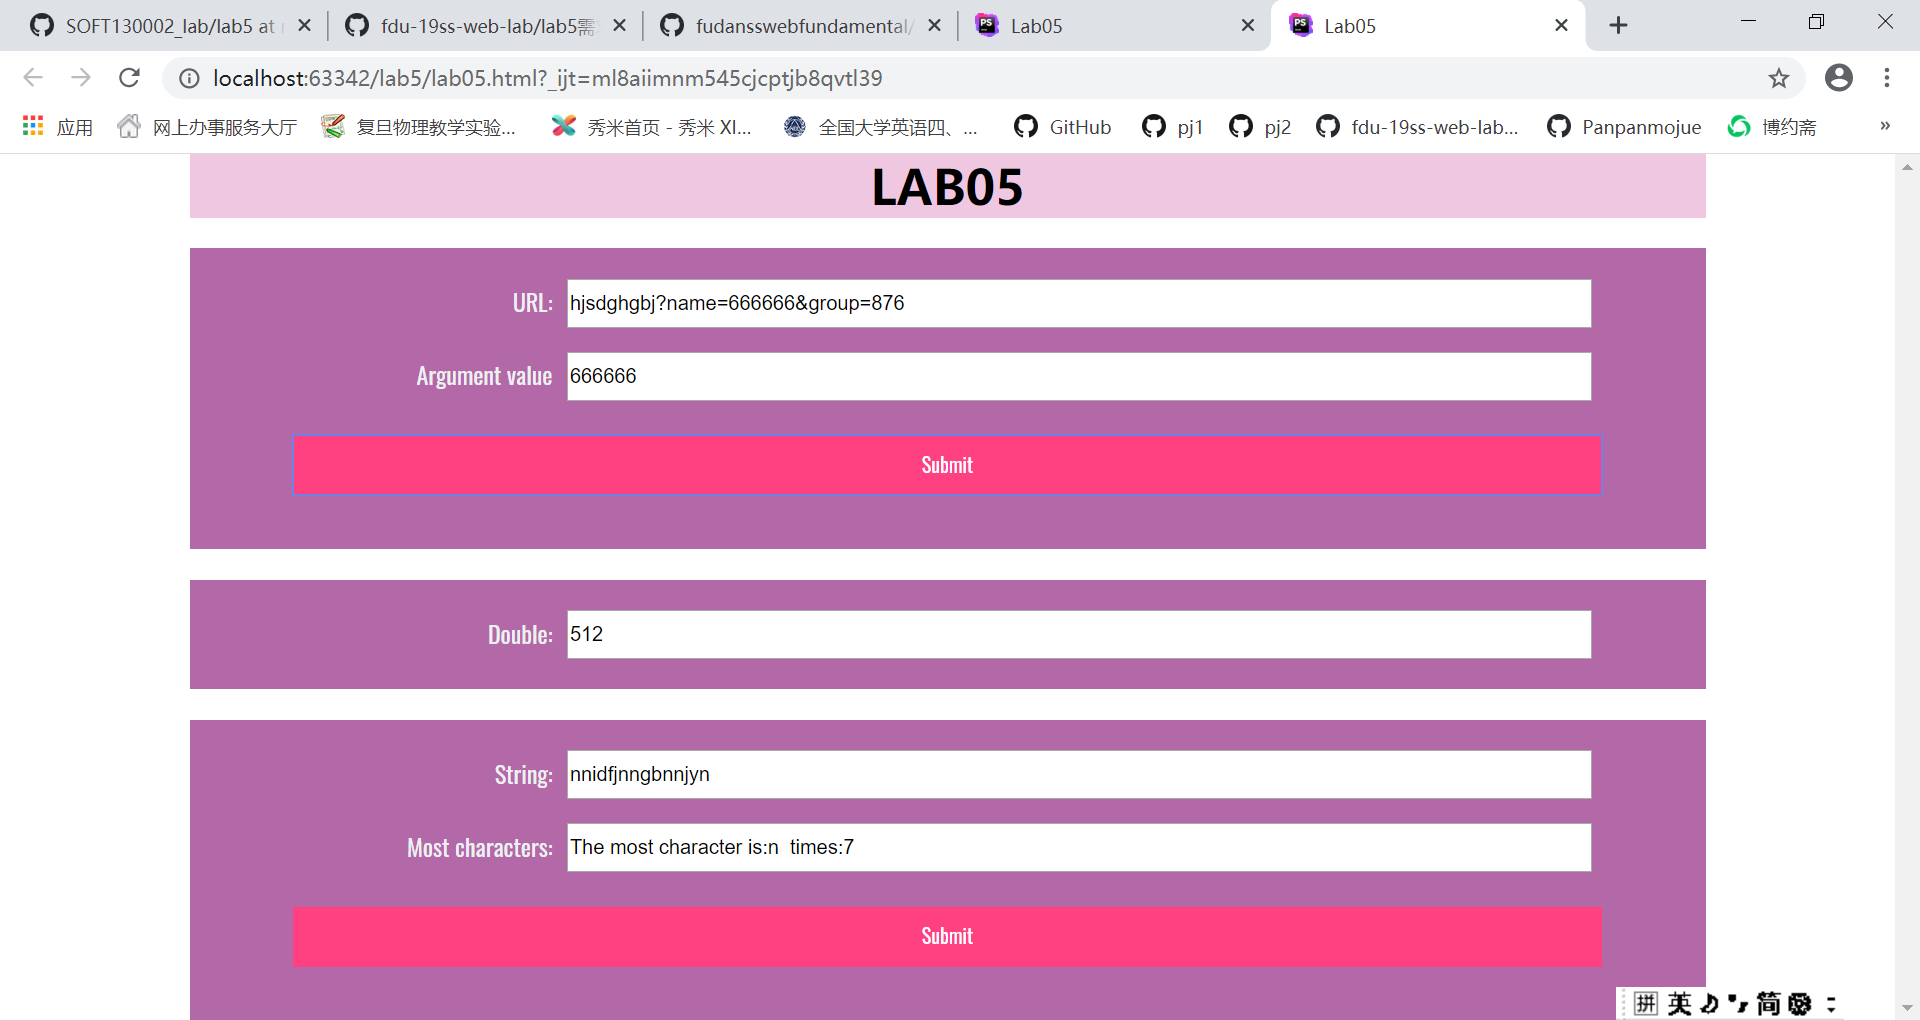 SOFT130002_lab/lab5 at
fdu-19ss-web-lab/lab5需
fudansswebfundamental/
Lab05
Lab05
localhost:63342/lab5/lab05.html?_ijt=ml8aiimnm545cjcptjb8qvtl39
应用
网上办事服务大厅
复旦物理教学实验...
秀米首页 - 秀米 XI...
全国大学英语四、...
GitHub
pj1
pj2
fdu-19ss-web-lab...
Panpanmojue
博约斋
»
LAB05
URL: hjsdghgbj?name=666666&group=876
Argument value 666666
Submit
Double: 512
String: nnidfjnngbnnjyn
Most characters: The most character is:n  times:7
Submit
拼 英 简